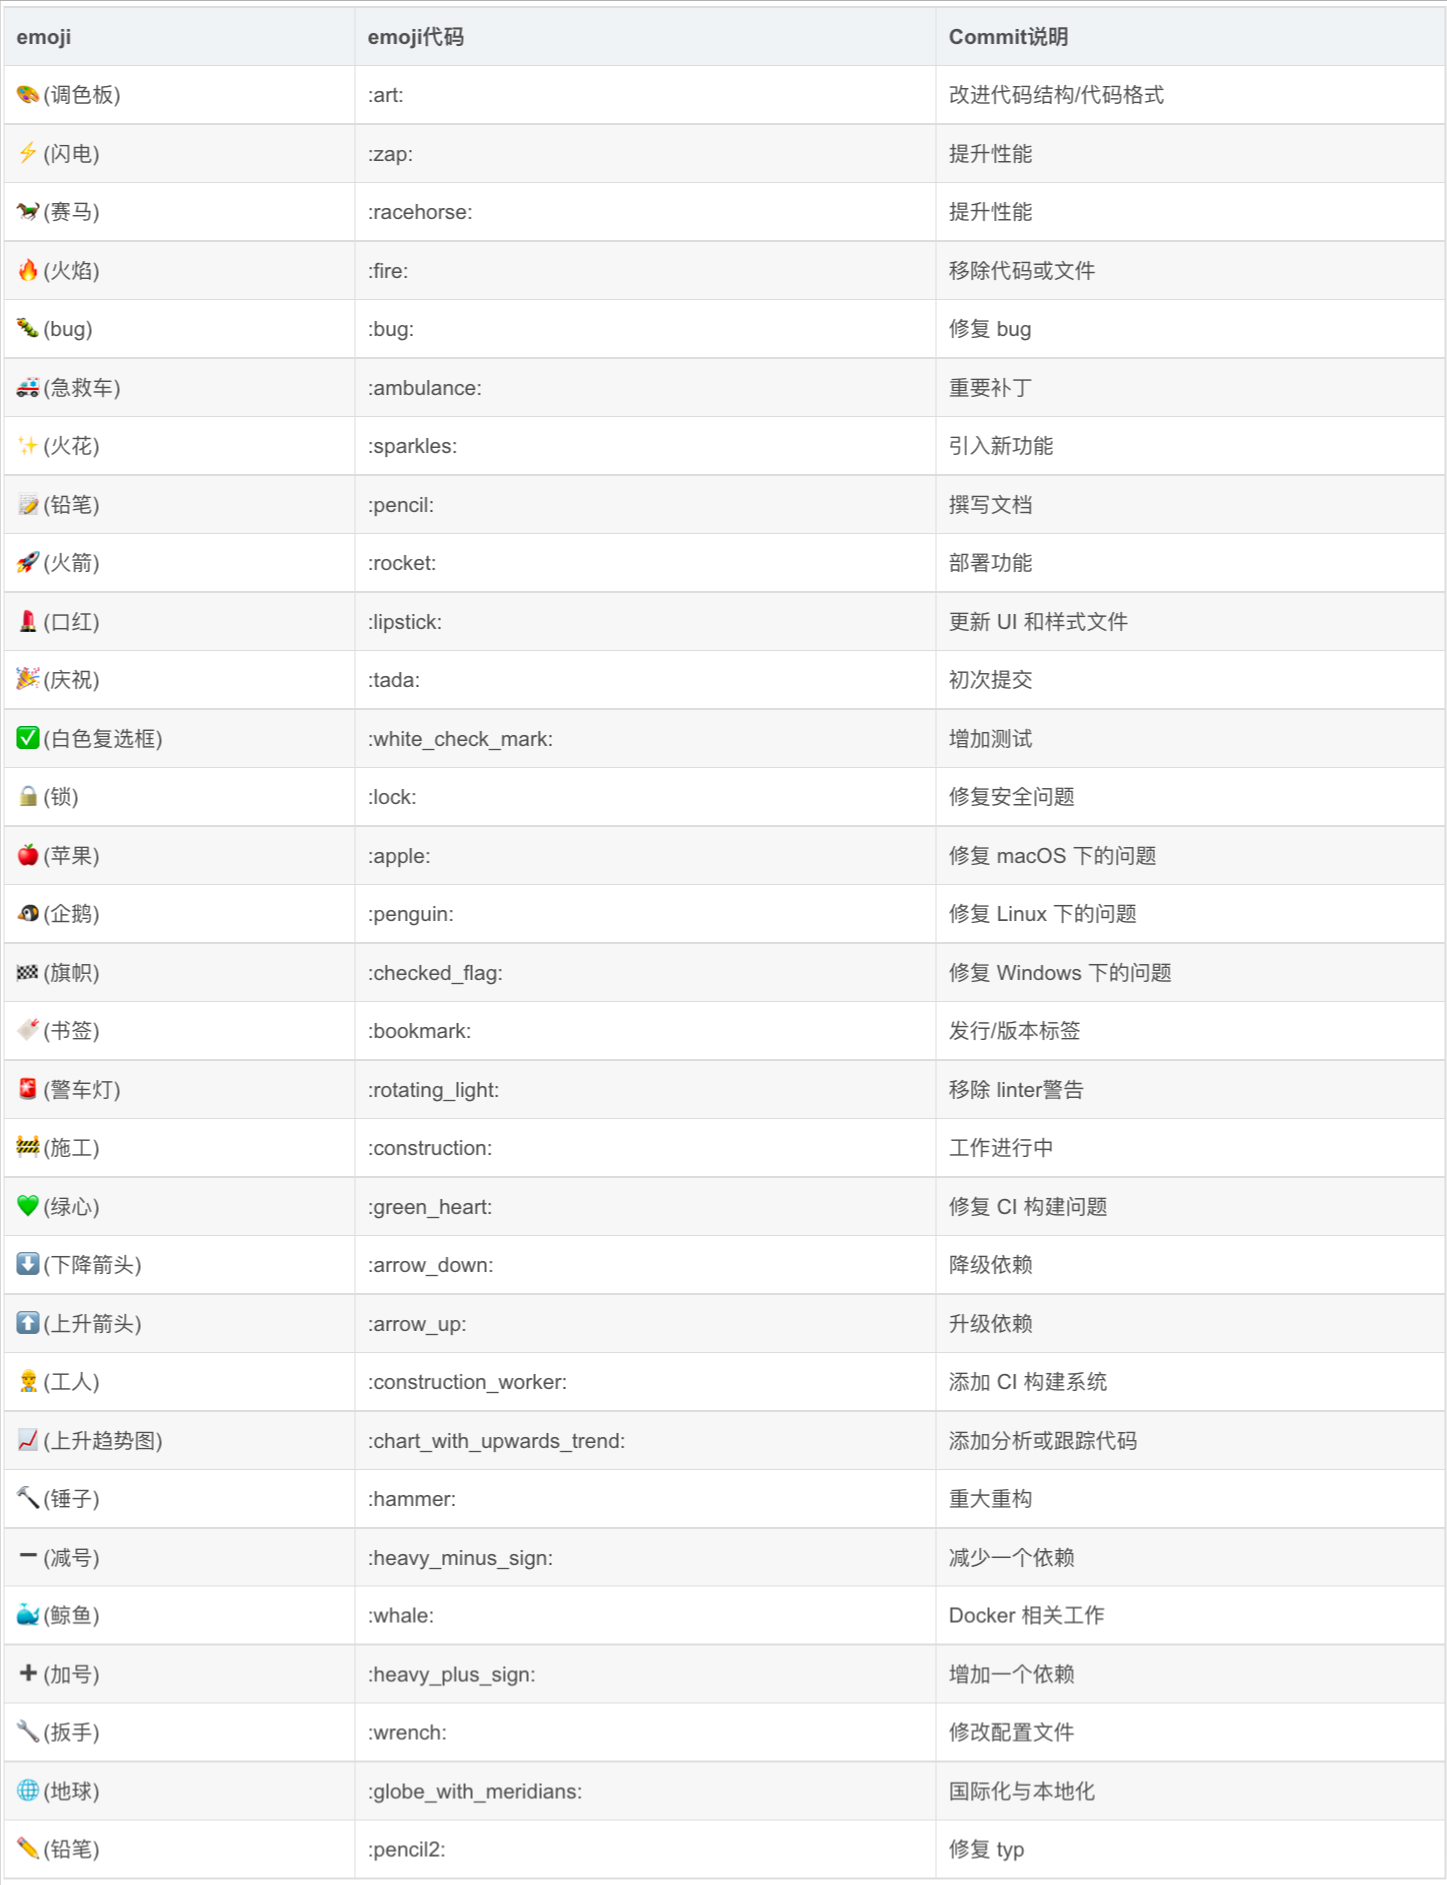 emoji emoji代码 Commit说明
🎨(调色板) :art: 改进代码结构/代码格式
⚡(闪电) :zap: 提升性能
🐎(赛马) :racehorse: 提升性能
🔥(火焰) :fire: 移除代码或文件
🐛(bug) :bug: 修复 bug
🚑(急救车) :ambulance: 重要补丁
✨(火花) :sparkles: 引入新功能
📝(铅笔) :pencil: 撰写文档
🚀(火箭) :rocket: 部署功能
💄(口红) :lipstick: 更新 UI 和样式文件
🎉(庆祝) :tada: 初次提交
✅(白色复选框) :white_check_mark: 增加测试
🔒(锁) :lock: 修复安全问题
🍎(苹果) :apple: 修复 macOS 下的问题
🐧(企鹅) :penguin: 修复 Linux 下的问题
🏁(旗帜) :checked_flag: 修复 Windows 下的问题
🔖(书签) :bookmark: 发行/版本标签
🚨(警车灯) :rotating_light: 移除 linter警告
🚧(施工) :construction: 工作进行中
💚(绿心) :green_heart: 修复 CI 构建问题
⬇️(下降箭头) :arrow_down: 降级依赖
⬆️(上升箭头) :arrow_up: 升级依赖
👷(工人) :construction_worker: 添加 CI 构建系统
📈(上升趋势图) :chart_with_upwards_trend: 添加分析或跟踪代码
🔨(锤子) :hammer: 重大重构
➖(减号) :heavy_minus_sign: 减少一个依赖
🐳(鲸鱼) :whale: Docker 相关工作
➕(加号) :heavy_plus_sign: 增加一个依赖
🔧(扳手) :wrench: 修改配置文件
🌐(地球) :globe_with_meridians: 国际化与本地化
✏️(铅笔) :pencil2: 修复 typ